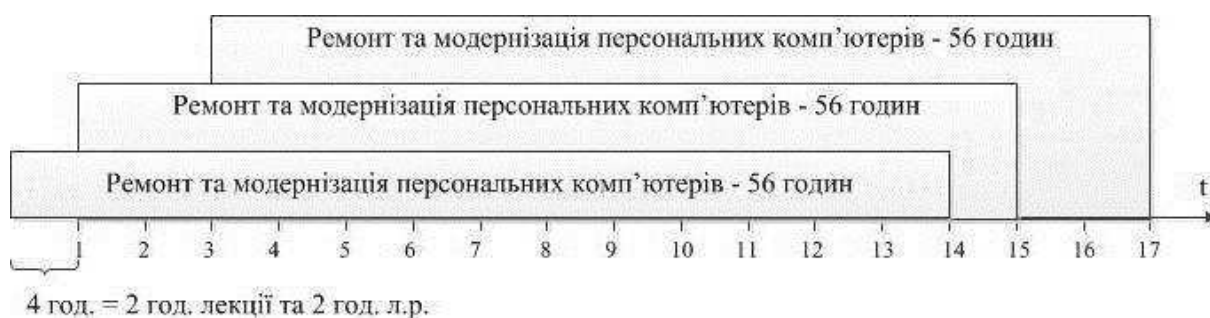 Ремонт та модернізація персональних комп’ютерів - 56 годин
Ремонт та модернізація персональних комп’ютерів - 56 годин
Ремонт та модернізація персональних комп’ютерів - 56 годин
t
1 2 3 4 5 6 7 8 9 10 11 12 13 14 15 16 17
4 год. = 2 год. лекції та 2 год. л.р.